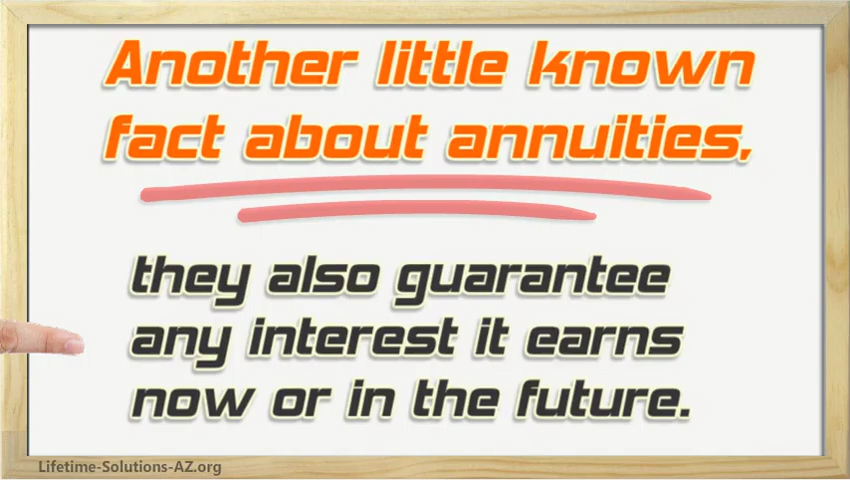 Another little known
fact about annuities,
they also guarantee
any interest it earns
now or in the future.
Lifetime-Solutions-AZ.org